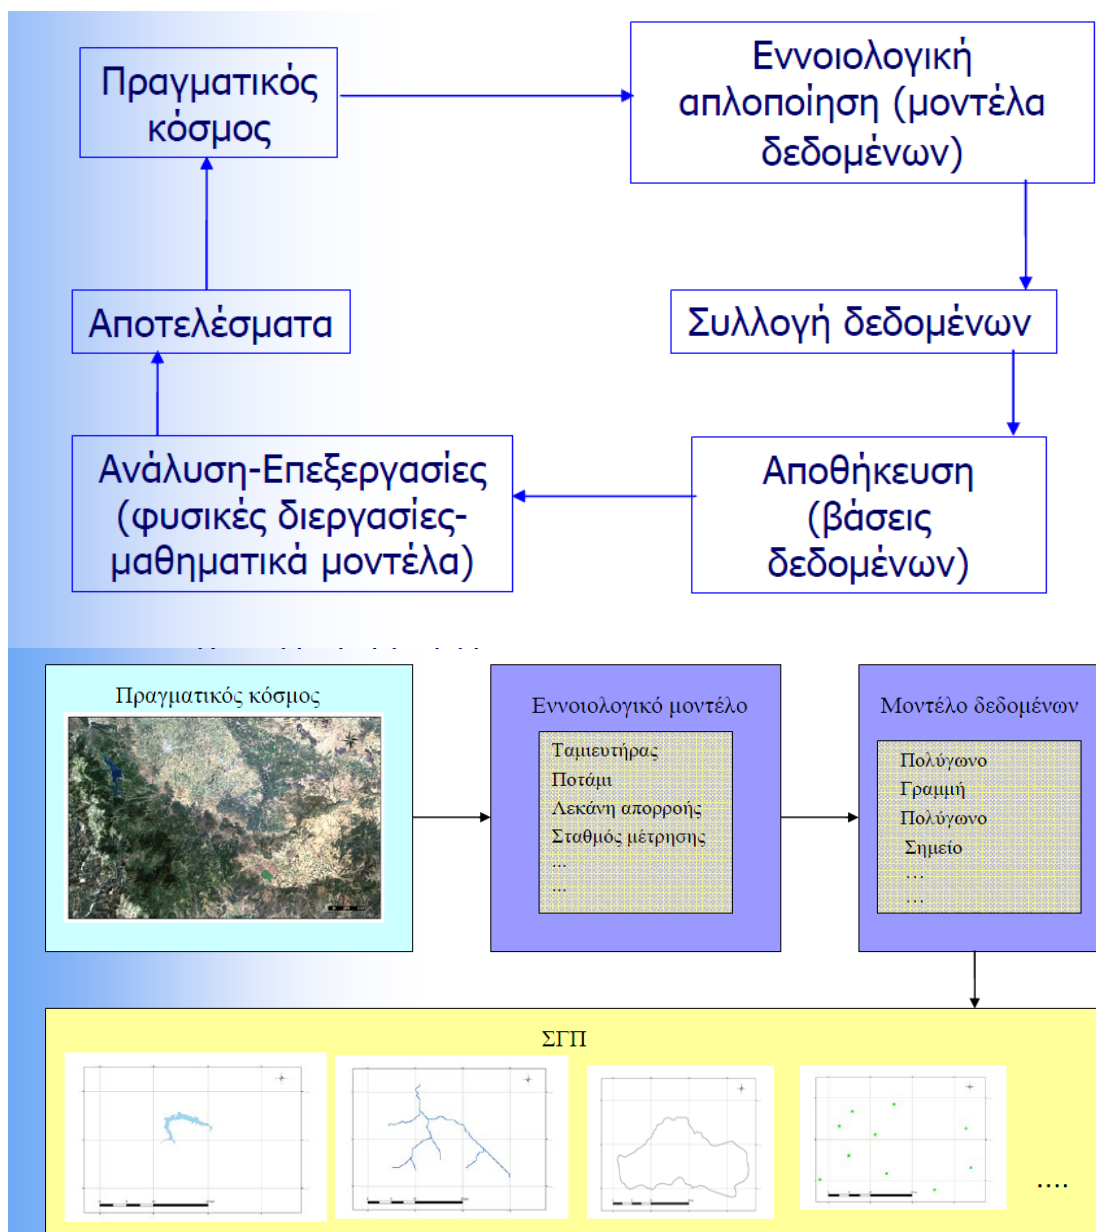 Πραγματικός
κόσμος
Εννοιολογική
απλοποίηση (μοντέλα
δεδομένων)
Αποτελέσματα
Συλλογή δεδομένων
Ανάλυση-Επεξεργασίες
(φυσικές διεργασίες-
μαθηματικά μοντέλα)
Αποθήκευση
(βάσεις
δεδομένων)
Πραγματικός κόσμος
Εννοιολογικό μοντέλο
Ταμιευτήρας
Ποτάμι
Λεκάνη απορροής
Σταθμός μέτρησης
...
...
Μοντέλο δεδομένων
Πολύγωνο
Γραμμή
Πολύγωνο
Σημείο
...
...
ΣΓΠ
....